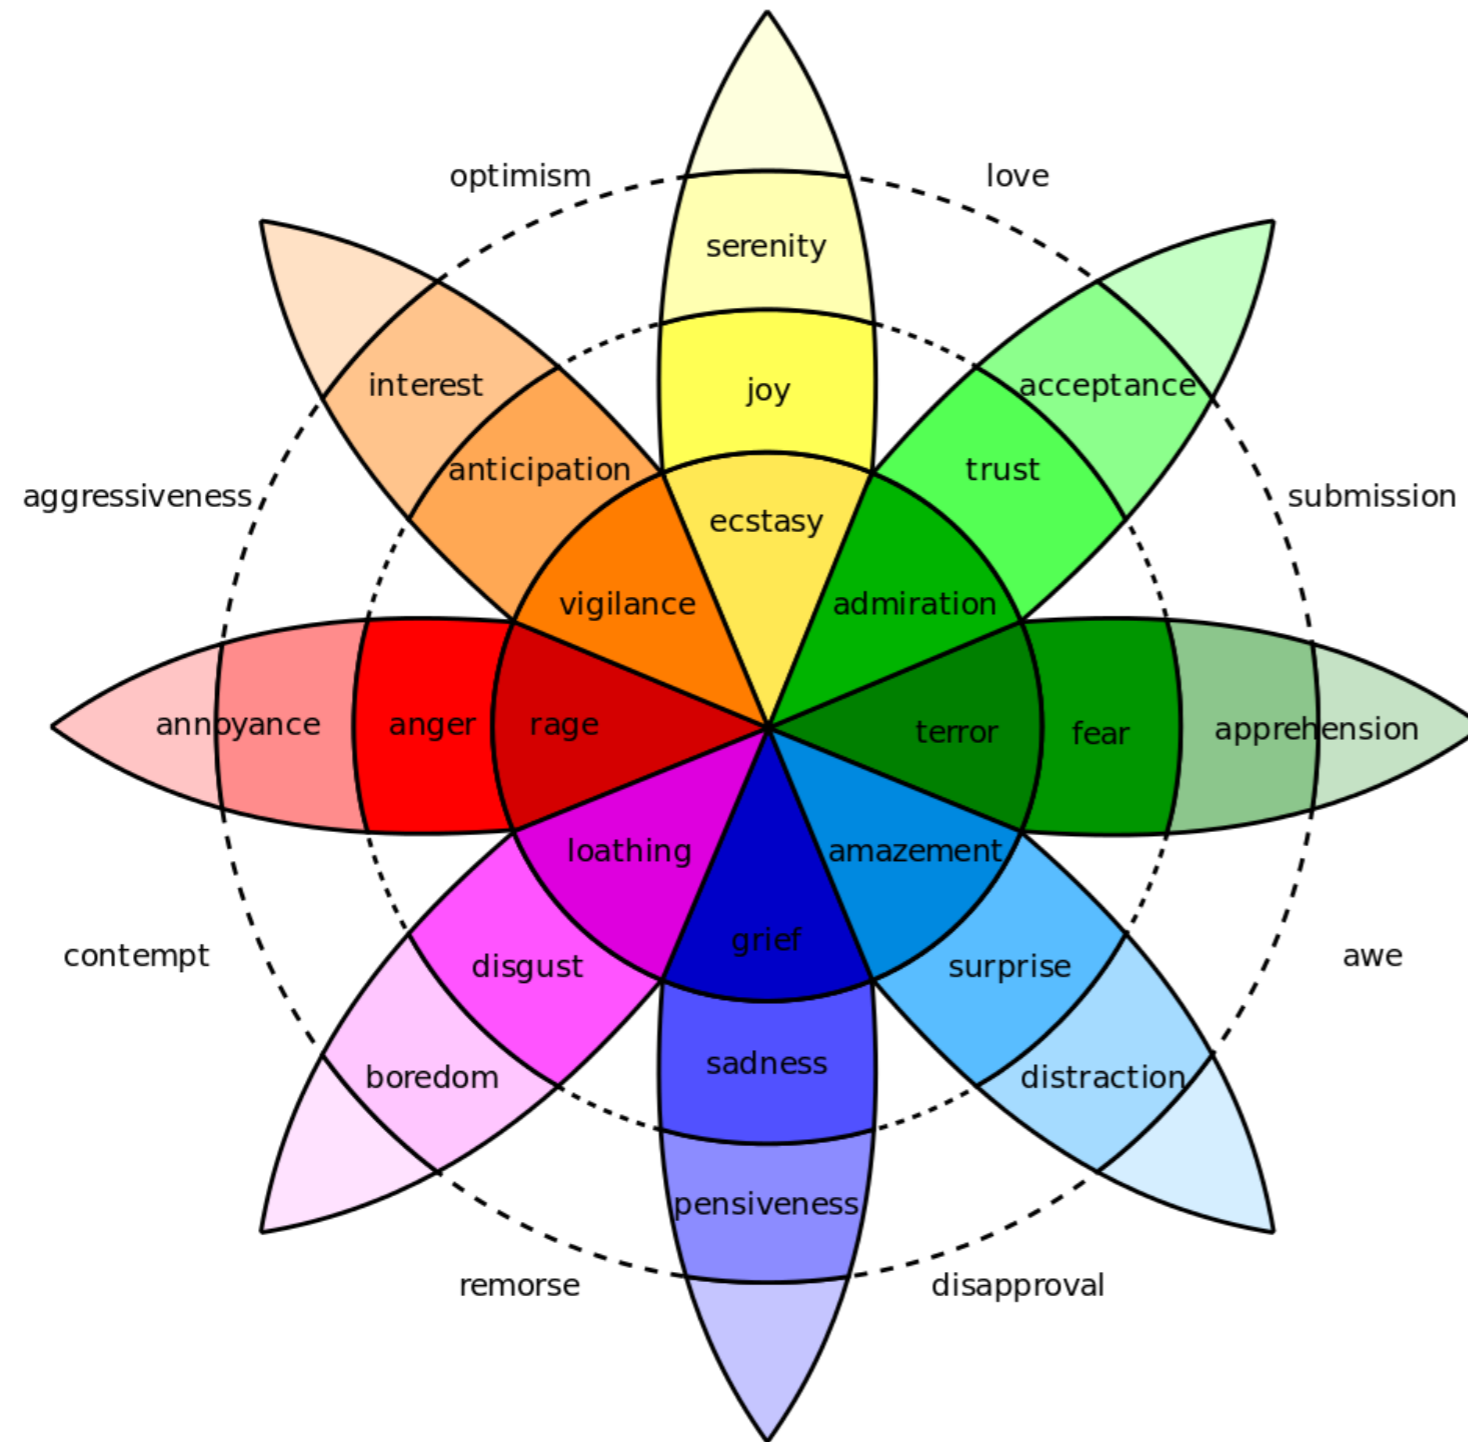 optimism
love
serenity
interest
joy
acceptance
anticipation
trust
aggressiveness
submission
ecstasy
vigilance
admiration
annoyance
anger
rage
terror
fear
apprehension
loathing
amazement
grief
contempt
awe
disgust
surprise
sadness
boredom
distraction
pensiveness
remorse
disapproval